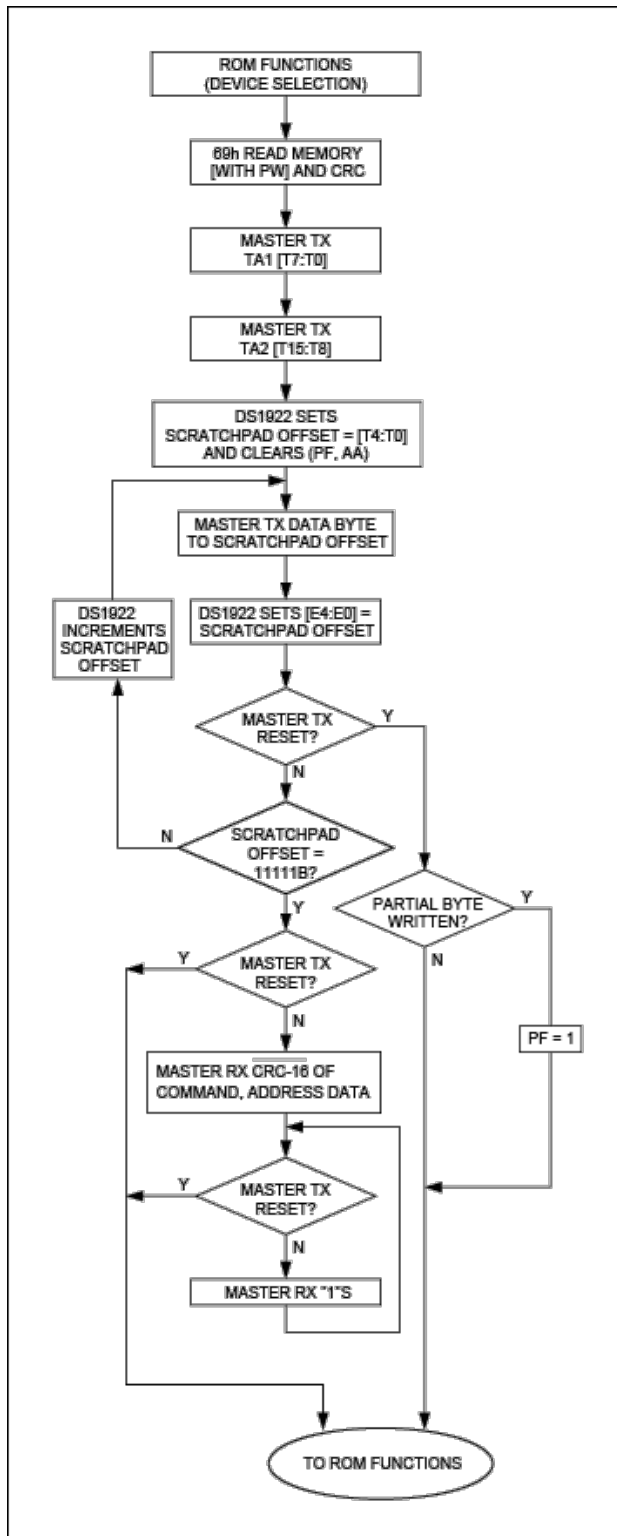 ROM FUNCTIONS
(DEVICE SELECTION)
69h READ MEMORY
[WITH PW] AND CRC
MASTER TX
TA1 [T7:T0]
MASTER TX
TA2 [T15:T8]
DS1922 SETS
SCRATCHPAD OFFSET = [T4:T0]
AND CLEARS (PF, AA)
MASTER TX DATA BYTE
TO SCRATCHPAD OFFSET
DS1922
INCREMENTS
SCRATCHPAD
OFFSET
DS1922 SETS [E4:E0] =
SCRATCHPAD OFFSET
MASTER TX
RESET?
Y
N
SCRATCHPAD
OFFSET =
11111B?
N
Y
PARTIAL BYTE
WRITTEN?
Y
N
PF = 1
MASTER TX
RESET?
Y
N
MASTER RX CRC-16 OF
COMMAND, ADDRESS DATA
MASTER TX
RESET?
Y
N
MASTER RX "1"S
TO ROM FUNCTIONS